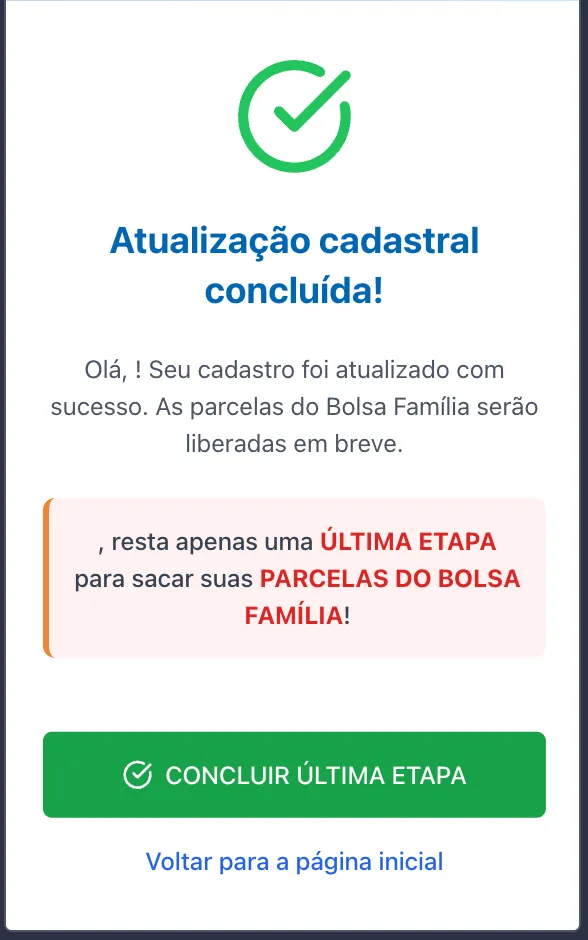 Atualização cadastral
concluída!
Olá, ! Seu cadastro foi atualizado com
sucesso. As parcelas do Bolsa Família serão
liberadas em breve.
, resta apenas uma ÚLTIMA ETAPA
para sacar suas PARCELAS DO BOLSA
FAMÍLIA!
CONCLUIR ÚLTIMA ETAPA
Voltar para a página inicial